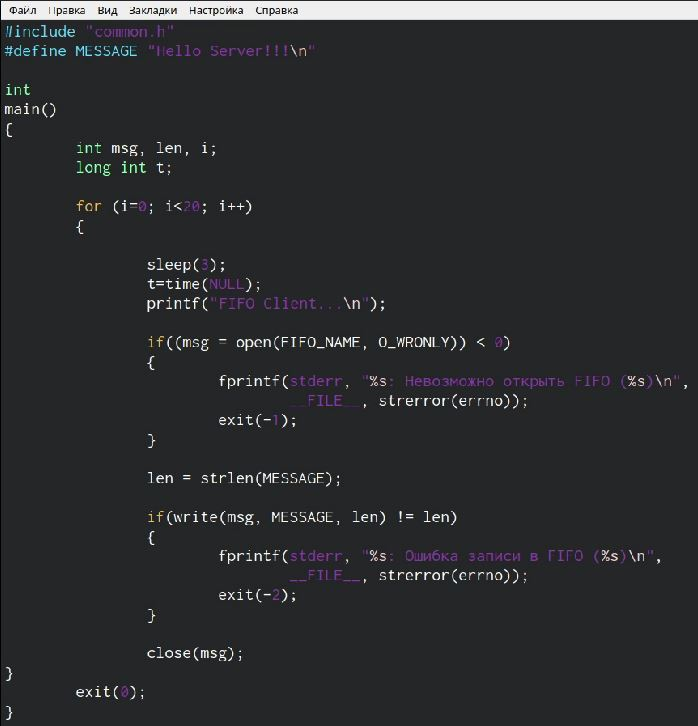 Файл Правка Вид Закладки Настройка Справка
#include "common.h"
#define MESSAGE "Hello Server!!!\n"
int
main()
{
        int msg, len, i;
        long int t;
        for (i=0; i<20; i++)
        {
                sleep(3);
                t=time(NULL);
                printf("FIFO Client...\n");
                if((msg = open(FIFO_NAME, O_WRONLY)) < 0)
                {
                        fprintf(stderr, "%s: Невозможно открыть FIFO (%s)\n",
                                __FILE__, strerror(errno));
                        exit(-1);
                }
                len = strlen(MESSAGE);
                if(write(msg, MESSAGE, len) != len)
                {
                        fprintf(stderr, "%s: Ошибка записи в FIFO (%s)\n",
                                __FILE__, strerror(errno));
                        exit(-2);
                }
                close(msg);
}
        exit(0);
}